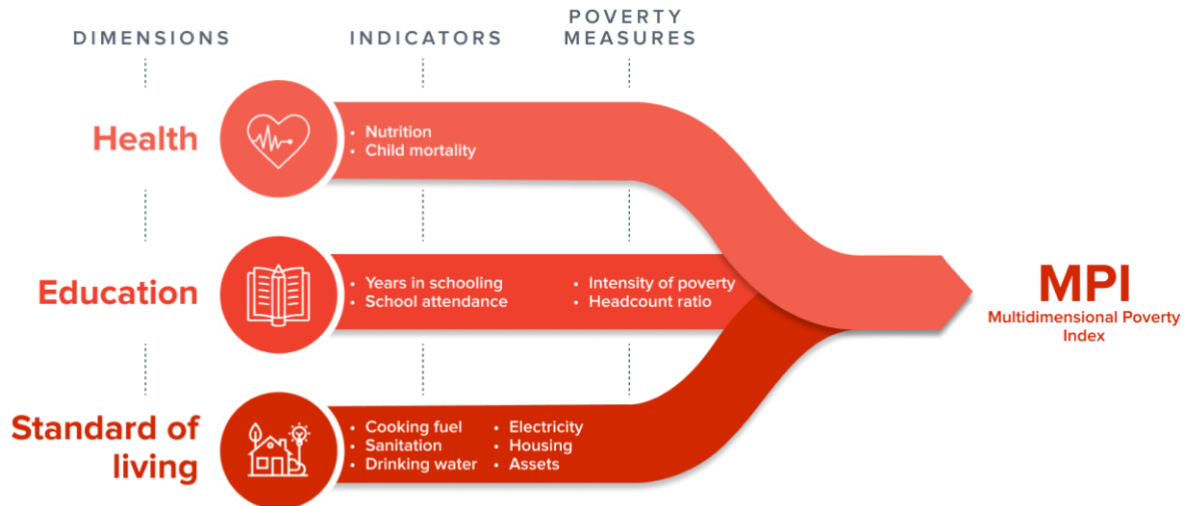 DIMENSIONS
INDICATORS
POVERTY
MEASURES
Health
• Nutrition
• Child mortality
Education
• Years in schooling
• School attendance
• Intensity of poverty
• Headcount ratio
Standard of
living
• Cooking fuel
• Sanitation
• Drinking water
• Electricity
• Housing
• Assets
MPI
Multidimensional Poverty
Index